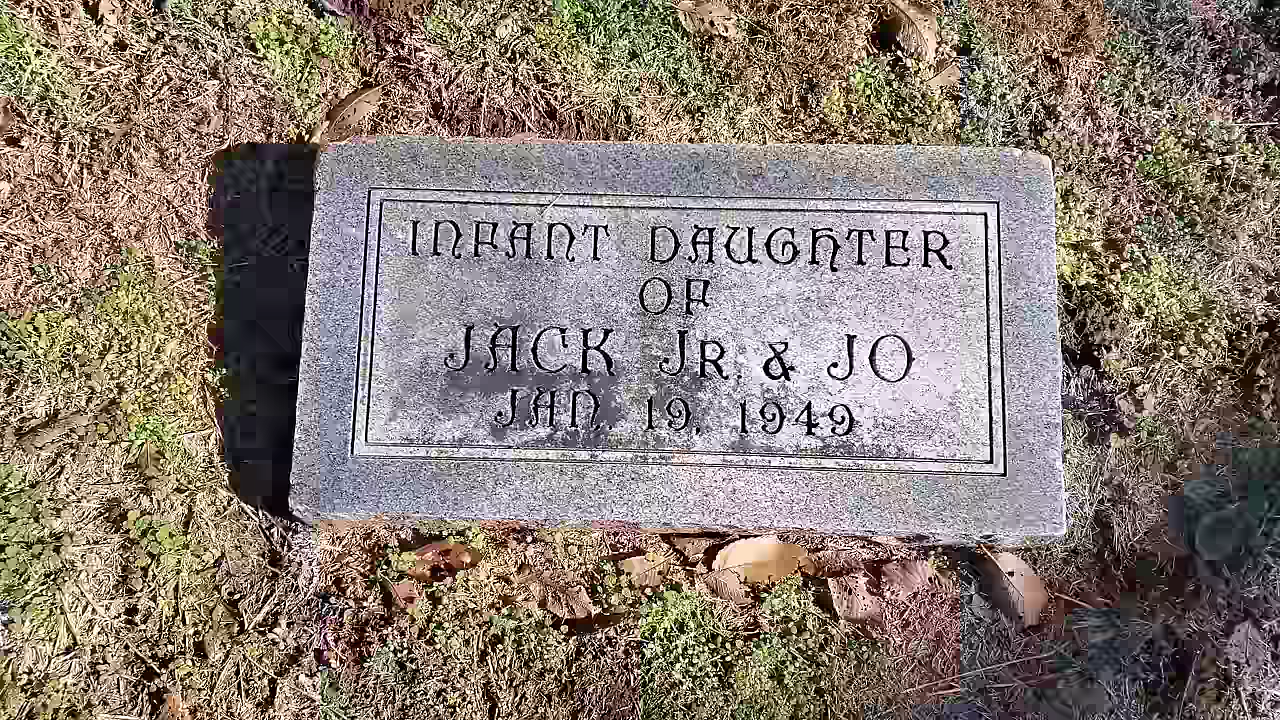 INFANT DAUGHTER
OF
JACK JR. & JO
JAN. 19, 1949